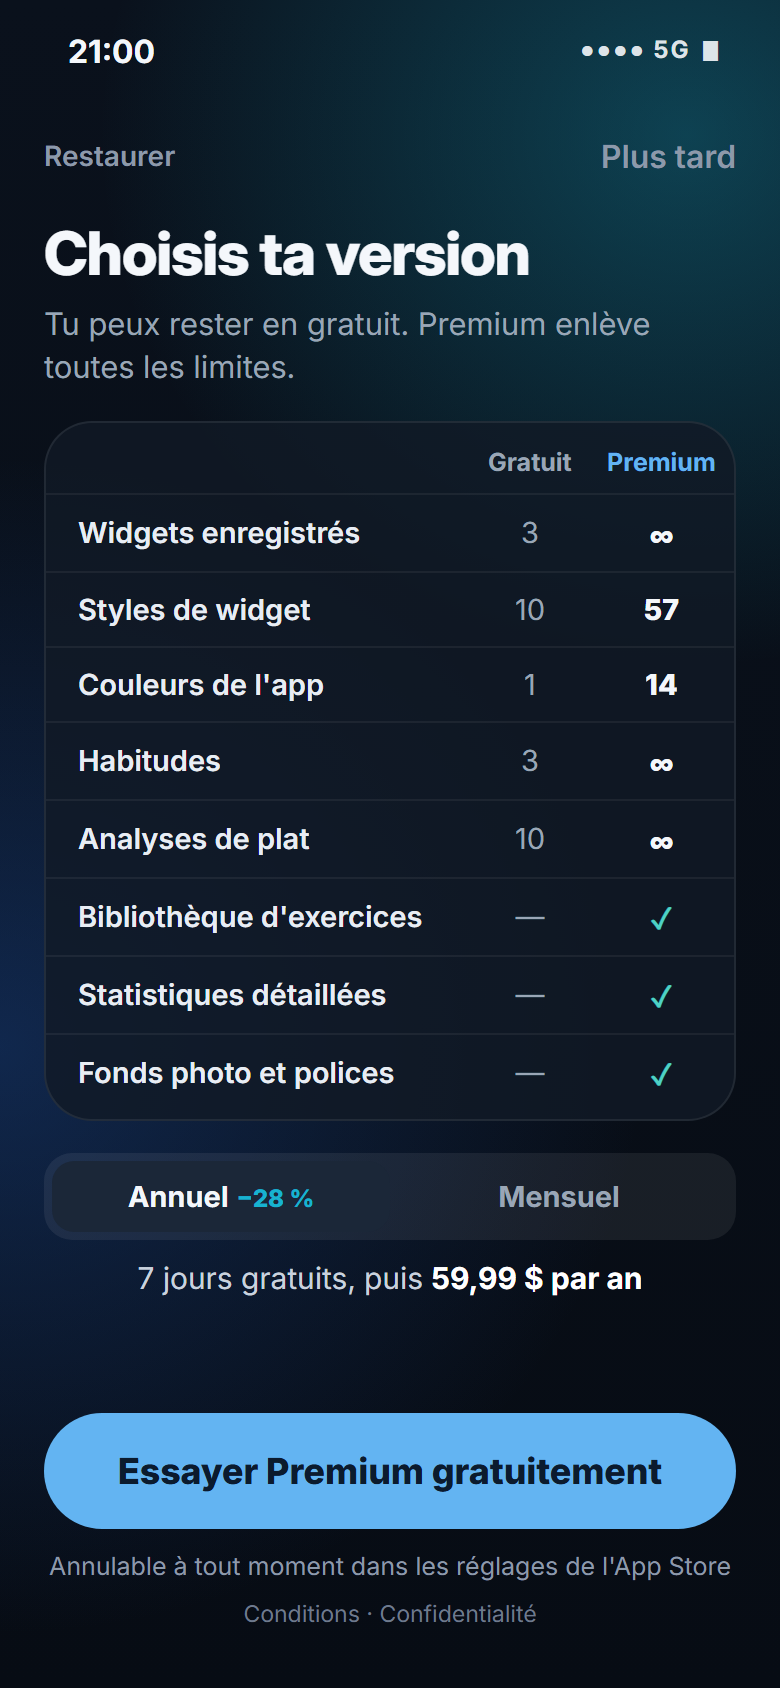 21:00
5G
Restaurer
Plus tard
Choisis ta version
Tu peux rester en gratuit. Premium enlève
toutes les limites.
Gratuit Premium
Widgets enregistrés 3 ∞
Styles de widget 10 57
Couleurs de l'app 1 14
Habitudes 3 ∞
Analyses de plat 10 ∞
Bibliothèque d'exercices — ✓
Statistiques détaillées — ✓
Fonds photo et polices — ✓
Annuel −28 % Mensuel
7 jours gratuits, puis 59,99 $ par an
Essayer Premium gratuitement
Annulable à tout moment dans les réglages de l'App Store
Conditions · Confidentialité